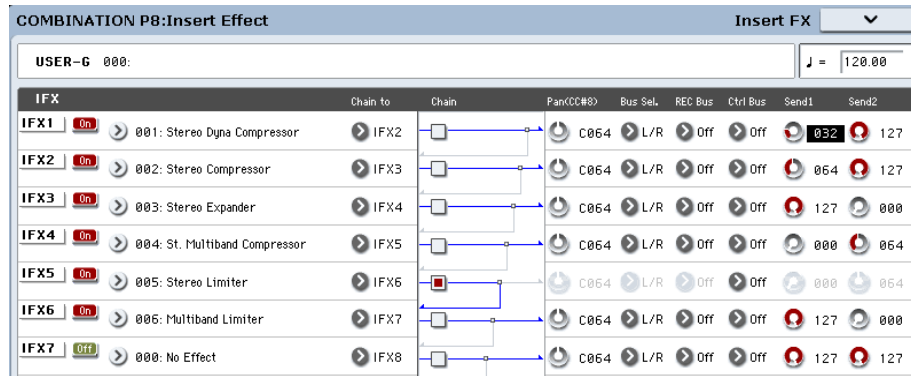 COMBINATION P8:Insert Effect Insert FX
USER-G 000: ♩ = 120.00
IFX Chain to Chain Pan(CC#8) Bus Sel. REC Bus Ctrl Bus Send1 Send2
IFX1 On 001: Stereo Dyna Compressor IFX2 C064 L/R Off Off 032 127
IFX2 On 002: Stereo Compressor IFX3 C064 L/R Off Off 064 127
IFX3 On 003: Stereo Expander IFX4 C064 L/R Off Off 127 000
IFX4 On 004: St. Multiband Compressor IFX5 C064 L/R Off Off 000 064
IFX5 On 005: Stereo Limiter IFX6 C064 L/R Off Off 000 064
IFX6 On 006: Multiband Limiter IFX7 C064 L/R Off Off 127 000
IFX7 Off 000: No Effect IFX8 C064 L/R Off Off 127 127